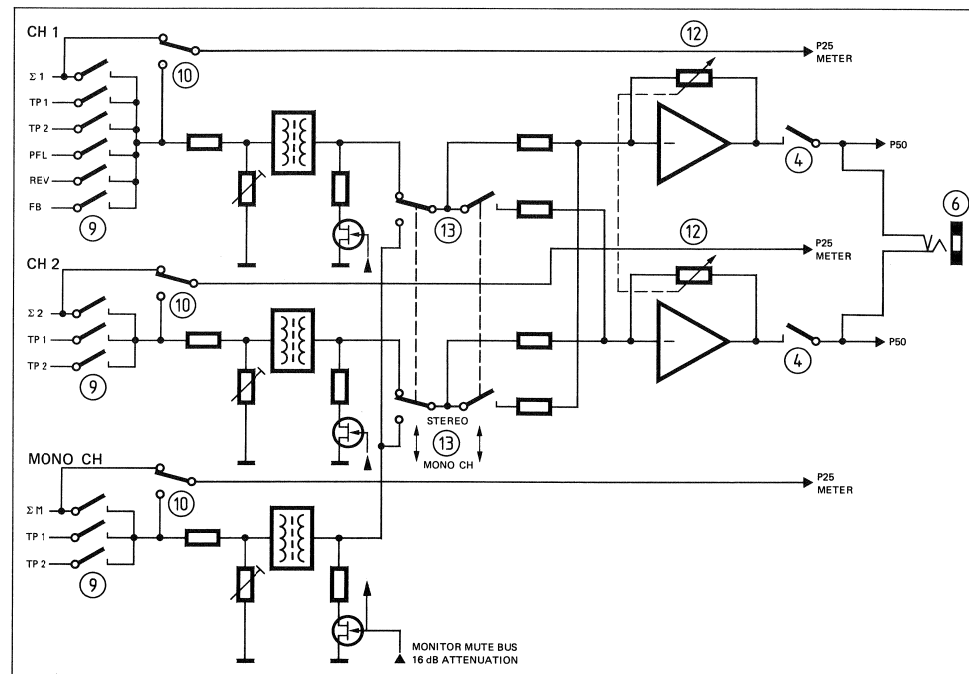 CH 1
12
P25
METER
Σ 1
10
TP 1
TP 2
PFL
4
P50
REV
FB
6
9
13
12
P25
METER
CH 2
10
Σ 2
TP 1
TP 2
P50
9
4
STEREO
13
MONO CH
MONO CH
10
P25
METER
Σ M
TP 1
TP 2
9
MONITOR MUTE BUS
16 dB ATTENUATION